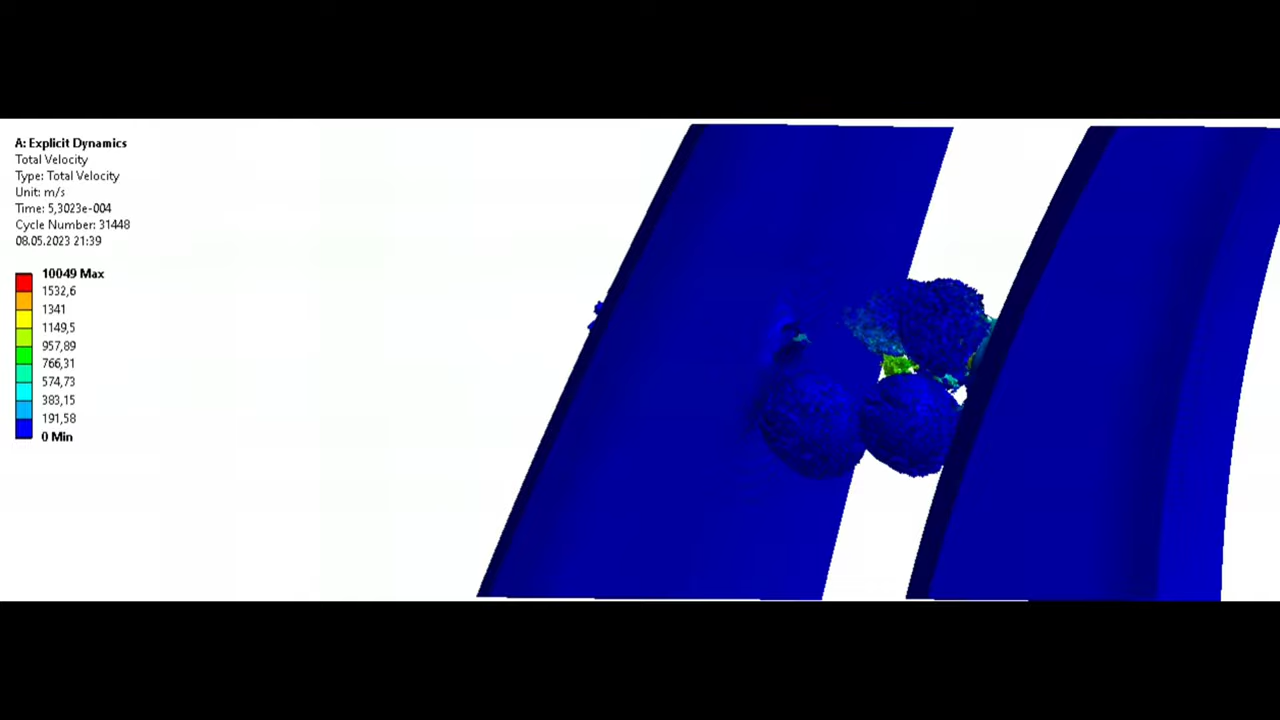 A: Explicit Dynamics
Total Velocity
Type: Total Velocity
Unit: m/s
Time: 5,3023e-004
Cycle Number: 31448
08.05.2023 21:39
10049 Max
1532,6
1341
1149,5
957,89
766,31
574,73
383,15
191,58
0 Min